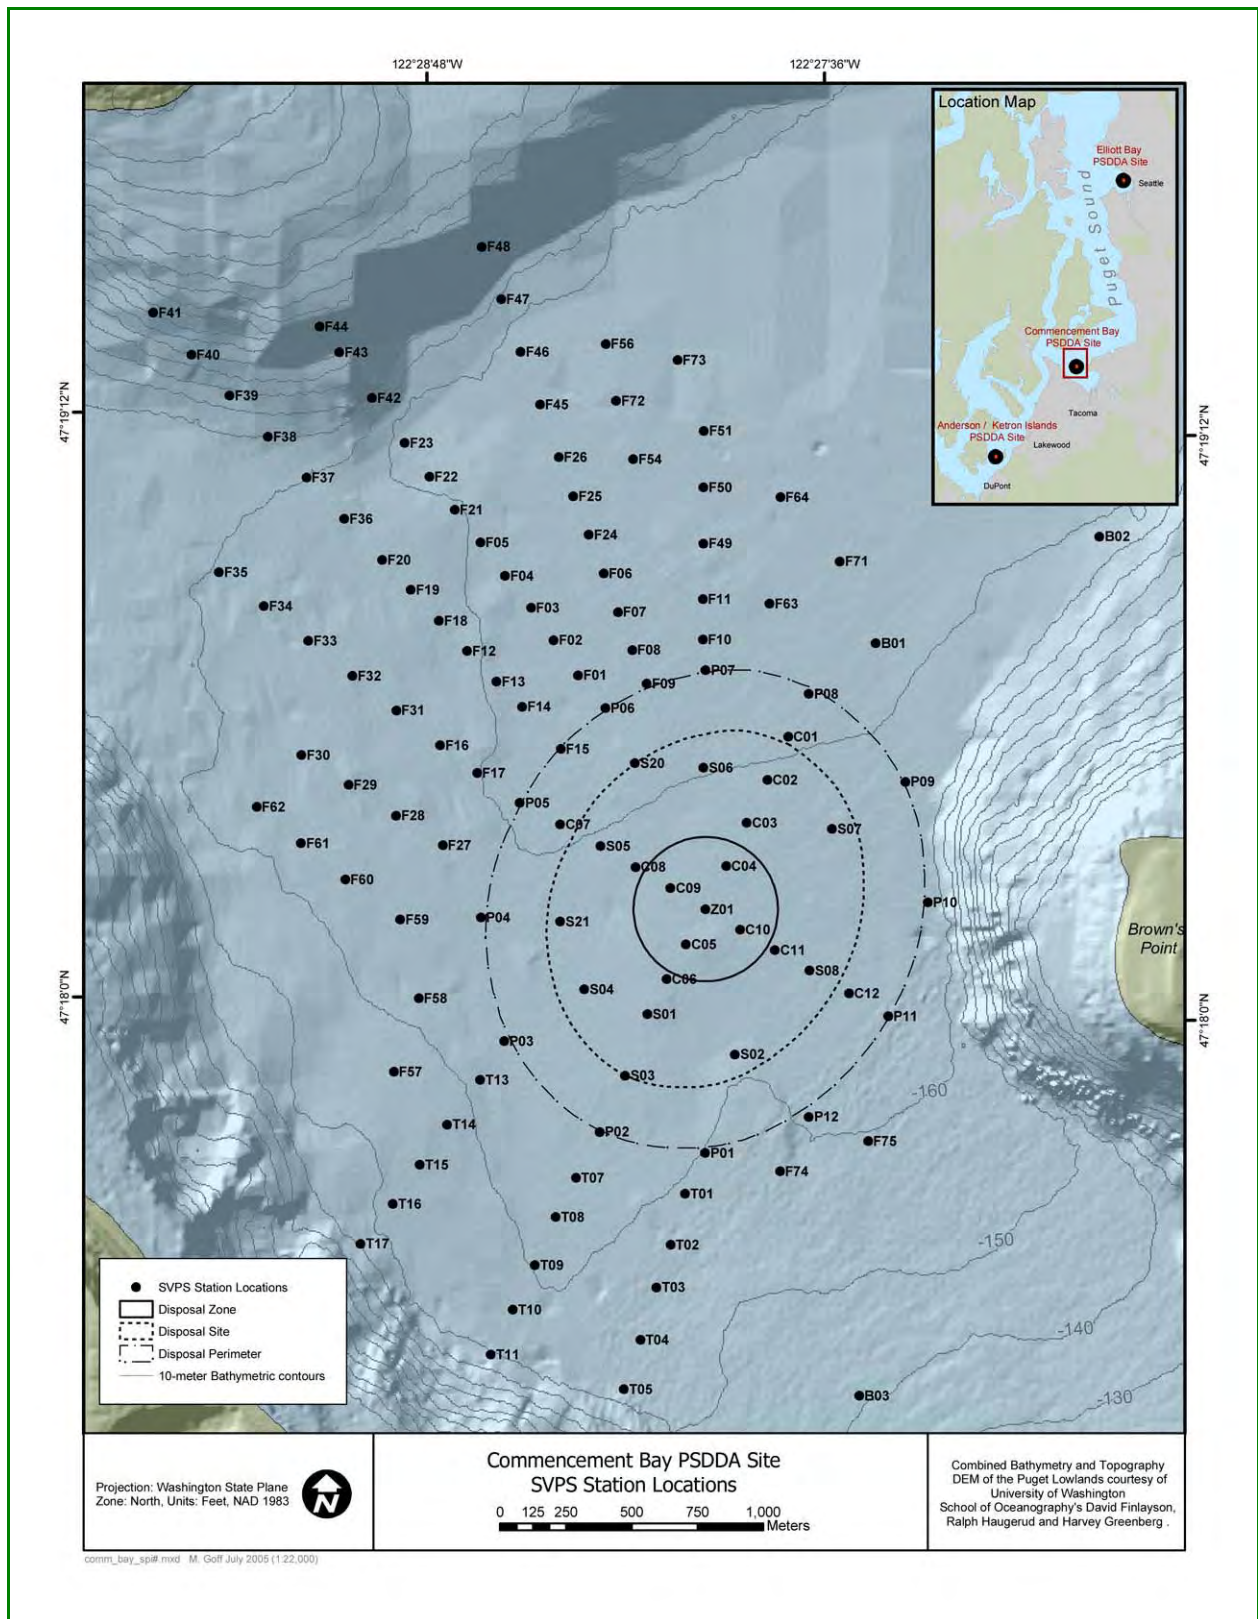 122°28'48"W
122°27'36"W
Location Map
Elliott Bay
PSDDA Site
Seattle
Puget Sound
Commencement Bay
PSDDA Site
Tacoma
Anderson / Ketron Islands
PSDDA Site
Lakewood
DuPont
47°19'12"N
47°19'12"N
47°18'0"N
47°18'0"N
F48
F47
F41
F44
F40
F43
F46
F56
F73
F39
F42
F45
F72
F38
F23
F51
F26
F54
F37
F22
F50
F25
F64
F36
F21
F24
F05
F49
B02
F20
F71
F35
F04
F06
F19
F34
F03
F07
F11
F63
F18
F33
F02
F10
B01
F12
F08
F32
F01
P07
F13
F09
P08
F31
F14
P06
C01
F16
F15
F30
S20
S06
F17
C02
P09
F29
P05
F62
F28
C07
C03
S07
F61
F27
S05
C08
C04
F60
C09
P10
F59
P04
S21
Z01
C10
Brown's
Point
C05
C11
S08
C06
S04
C12
F58
S01
P11
P03
S02
F57
T13
S03
-160
T14
P02
P12
F75
P01
T15
F74
T07
T16
T01
T08
T17
T02
-150
T09
T03
T10
T04
-140
T11
T05
B03
-130
SVPS Station Locations
Disposal Zone
Disposal Site
Disposal Perimeter
10-meter Bathymetric contours
Projection: Washington State Plane
Zone: North, Units: Feet, NAD 1983
N
Commencement Bay PSDDA Site
SVPS Station Locations
0 125 250 500 750 1,000
Meters
Combined Bathymetry and Topography
DEM of the Puget Lowlands courtesy of
University of Washington
School of Oceanography's David Finlayson,
Ralph Haugerud and Harvey Greenberg .
comm_bay_spi#.mxd M. Goff July 2005 (1:22,000)